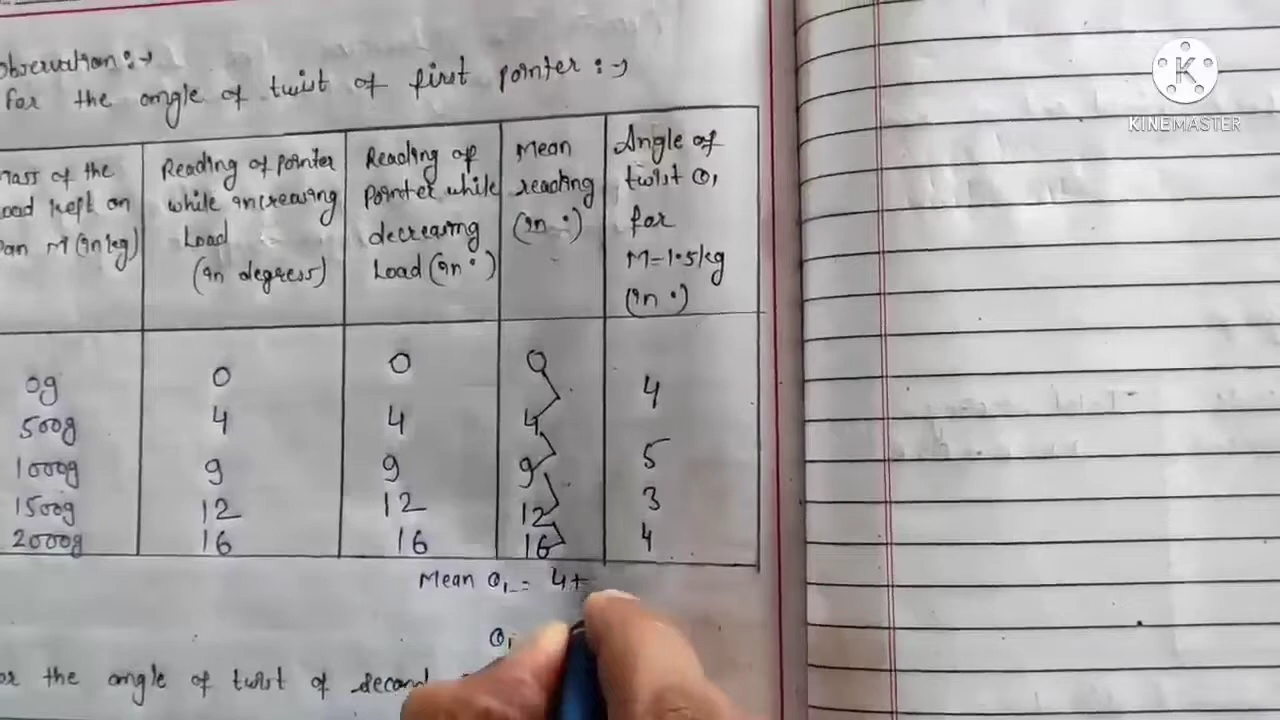 Observation:→
For the angle of twist of first pointer:→
Mass of the load kept on Pan M (in kg)
Reading of pointer while increasing Load (in degress)
Reading of Pointer while decreasing Load (in °)
Mean reading (in °)
Angle of twist θ₁ for M=1.5kg (in °)
0g 0 0 0
4
500g 4 4 4
5
1000g 9 9 9
3
1500g 12 12 12
4
2000g 16 16 16
Mean θ₁ = 4+
θ₁
For the angle of twist of second
KINEMASTER